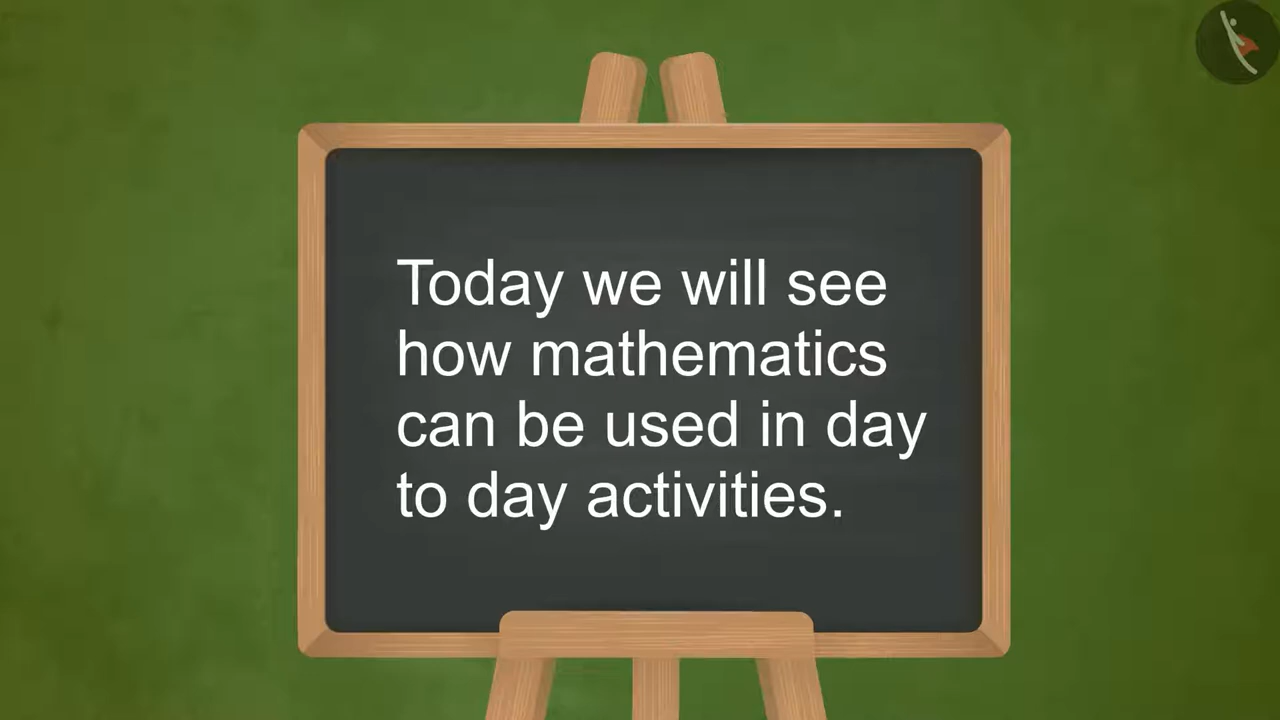 Today we will see
how mathematics
can be used in day
to day activities.